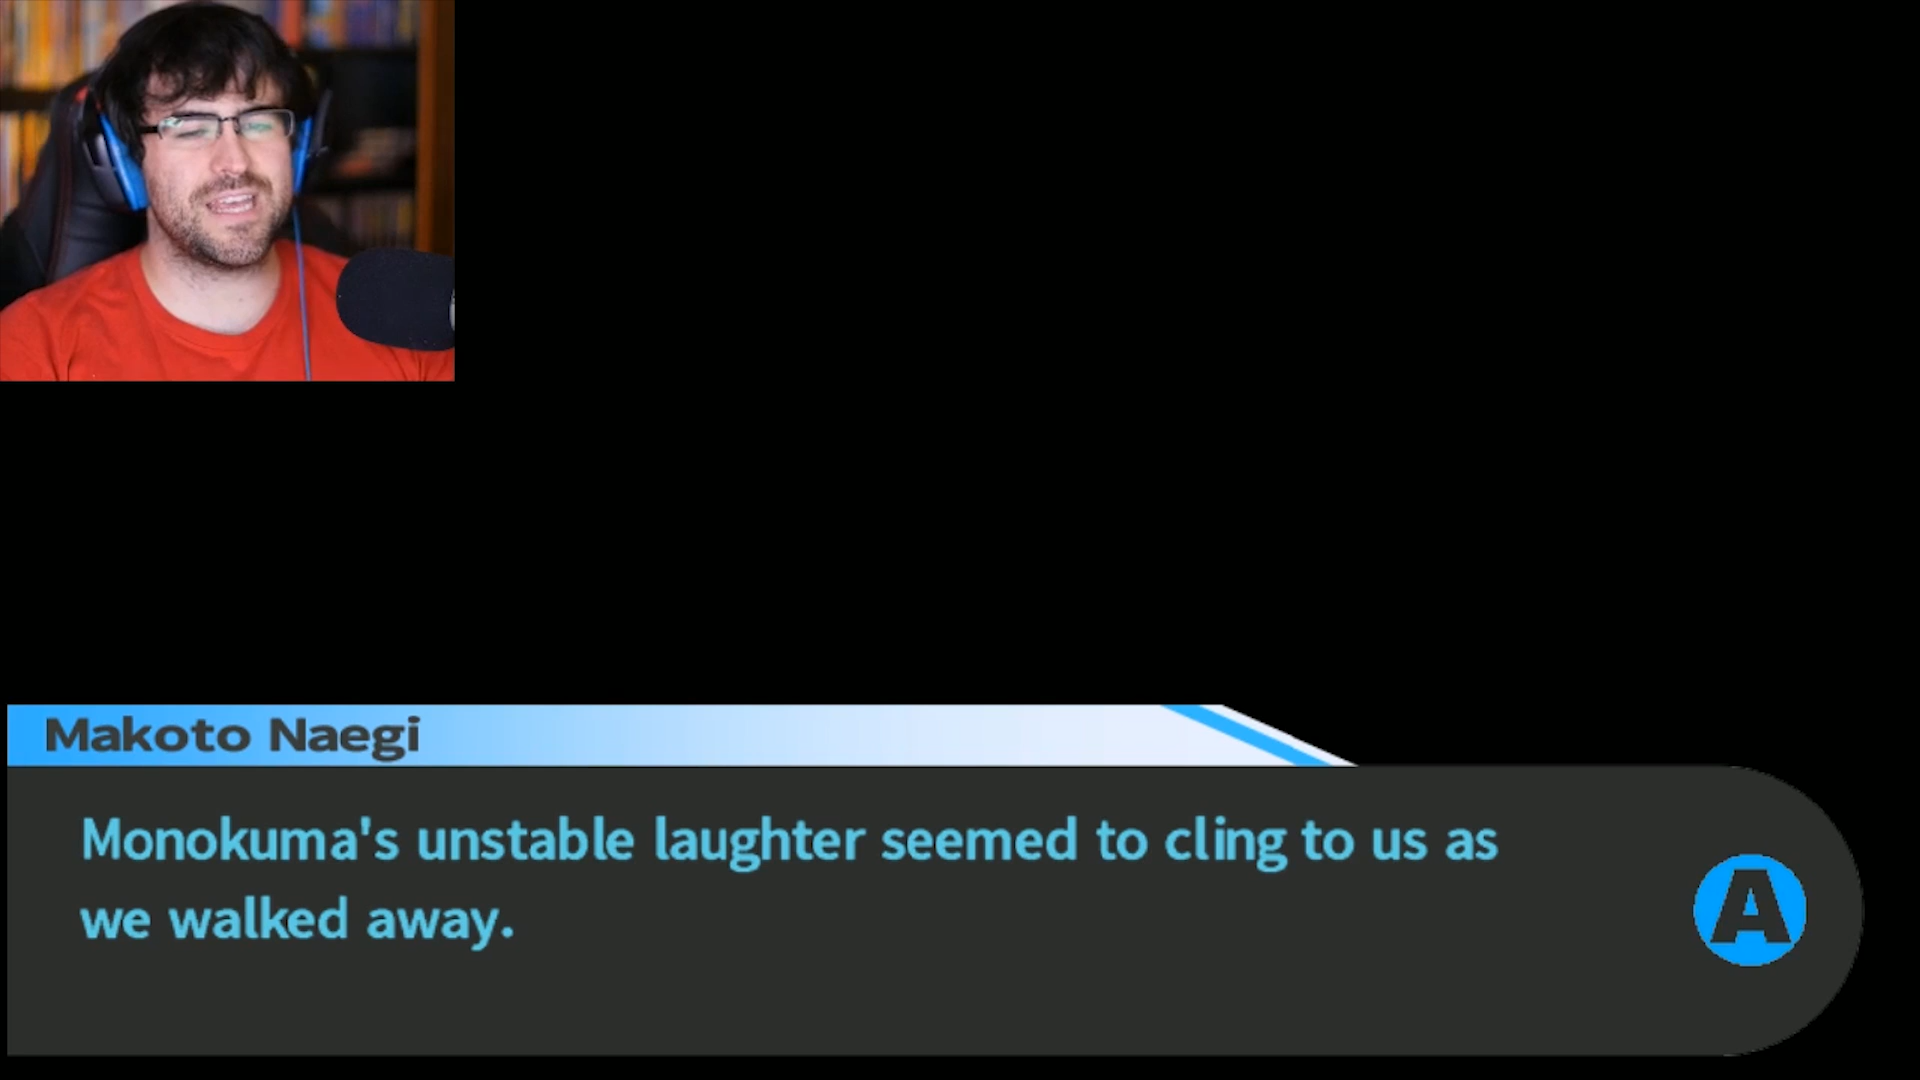 Makoto Naegi
Monokuma's unstable laughter seemed to cling to us as
we walked away.
A